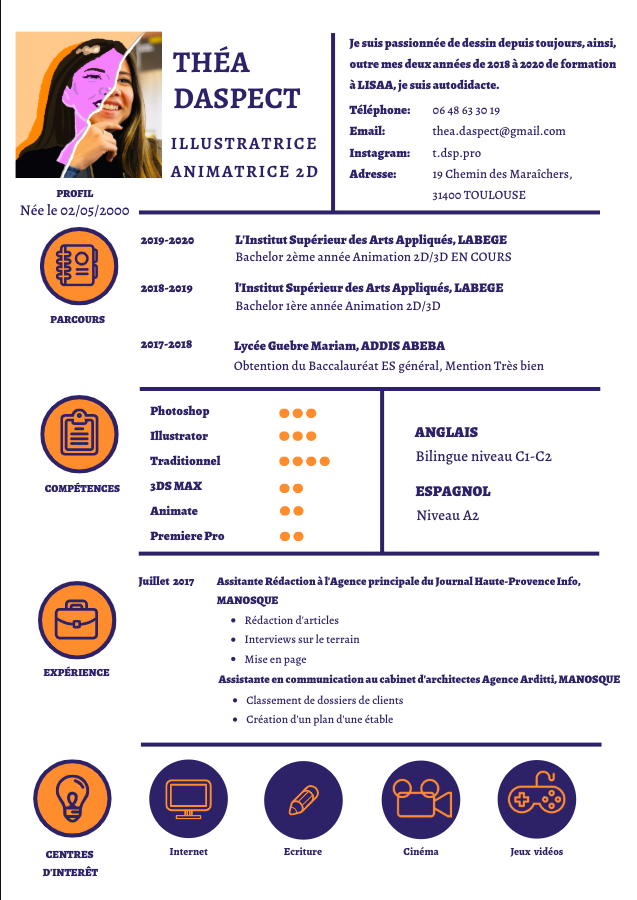 THÉA
DASPECT
ILLUSTRATRICE
ANIMATRICE 2D
Je suis passionnée de dessin depuis toujours, ainsi,
outre mes deux années de 2018 à 2020 de formation
à LISAA, je suis autodidacte.
Téléphone: 06 48 63 30 19
Email: thea.daspect@gmail.com
Instagram: t.dsp.pro
Adresse: 19 Chemin des Maraîchers,
31400 TOULOUSE
PROFIL
Née le 02/05/2000
PARCOURS
2019-2020 L'Institut Supérieur des Arts Appliqués, LABEGE
Bachelor 2ème année Animation 2D/3D EN COURS
2018-2019 l'Institut Supérieur des Arts Appliqués, LABEGE
Bachelor 1ère année Animation 2D/3D
2017-2018 Lycée Guebre Mariam, ADDIS ABEBA
Obtention du Baccalauréat ES général, Mention Très bien
COMPÉTENCES
Photoshop
Illustrator
Traditionnel
3DS MAX
Animate
Premiere Pro
ANGLAIS
Bilingue niveau C1-C2
ESPAGNOL
Niveau A2
EXPÉRIENCE
Juillet 2017 Assitante Rédaction à l'Agence principale du Journal Haute-Provence Info,
MANOSQUE
• Rédaction d'articles
• Interviews sur le terrain
• Mise en page
Assistante en communication au cabinet d'architectes Agence Arditti, MANOSQUE
• Classement de dossiers de clients
• Création d'un plan d'une étable
CENTRES
D'INTERÊT
Internet
Ecriture
Cinéma
Jeux vidéos